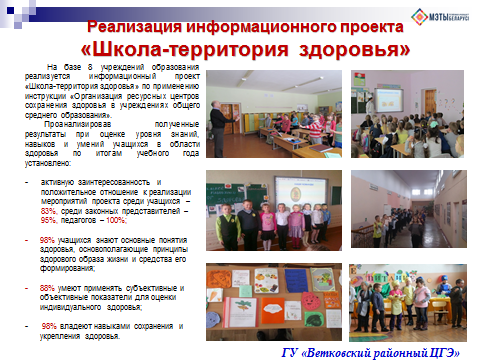 МЭТЫ
БЕЛАРУСІ
Реализация информационного проекта
«Школа-территория здоровья»
На базе 8 учреждений образования
реализуется информационный проект
«Школа-территория здоровья» по применению
инструкции «Организация ресурсных центров
сохранения здоровья в учреждениях общего
среднего образования».
Проанализировав полученные
результаты при оценке уровня знаний,
навыков и умений учащихся в области
здоровья по итогам учебного года
установлено:
- активную заинтересованность и
положительное отношение к реализации
мероприятий проекта среди учащихся –
83%, среди законных представителей –
95%, педагогов – 100%;
- 98% учащихся знают основные понятия
здоровья, основополагающие принципы
здорового образа жизни и средства его
формирования;
- 88% умеют применять субъективные и
объективные показатели для оценки
индивидуального здоровья;
- 98% владеют навыками сохранения и
укрепления здоровья.
ГУ «Ветковский районный ЦГЭ»